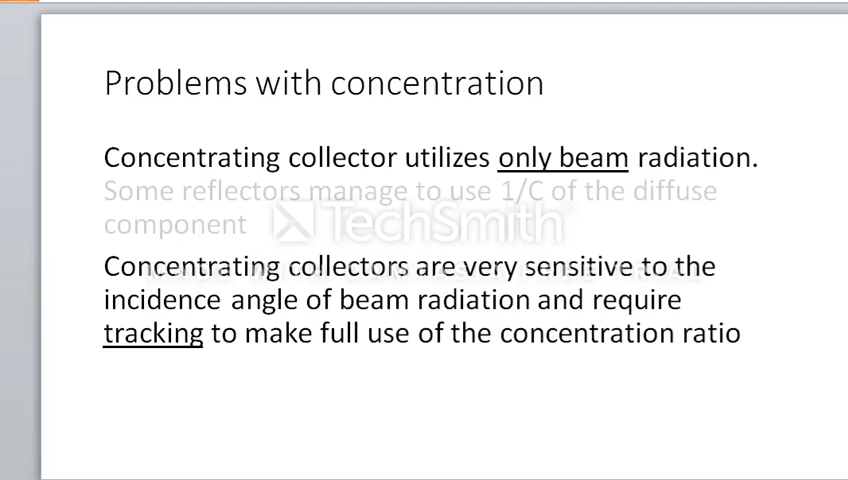 Problems with concentration
Concentrating collector utilizes only beam radiation.
Some reflectors manage to use 1/C of the diffuse
component
TechSmith
Concentrating collectors are very sensitive to the
incidence angle of beam radiation and require
tracking to make full use of the concentration ratio